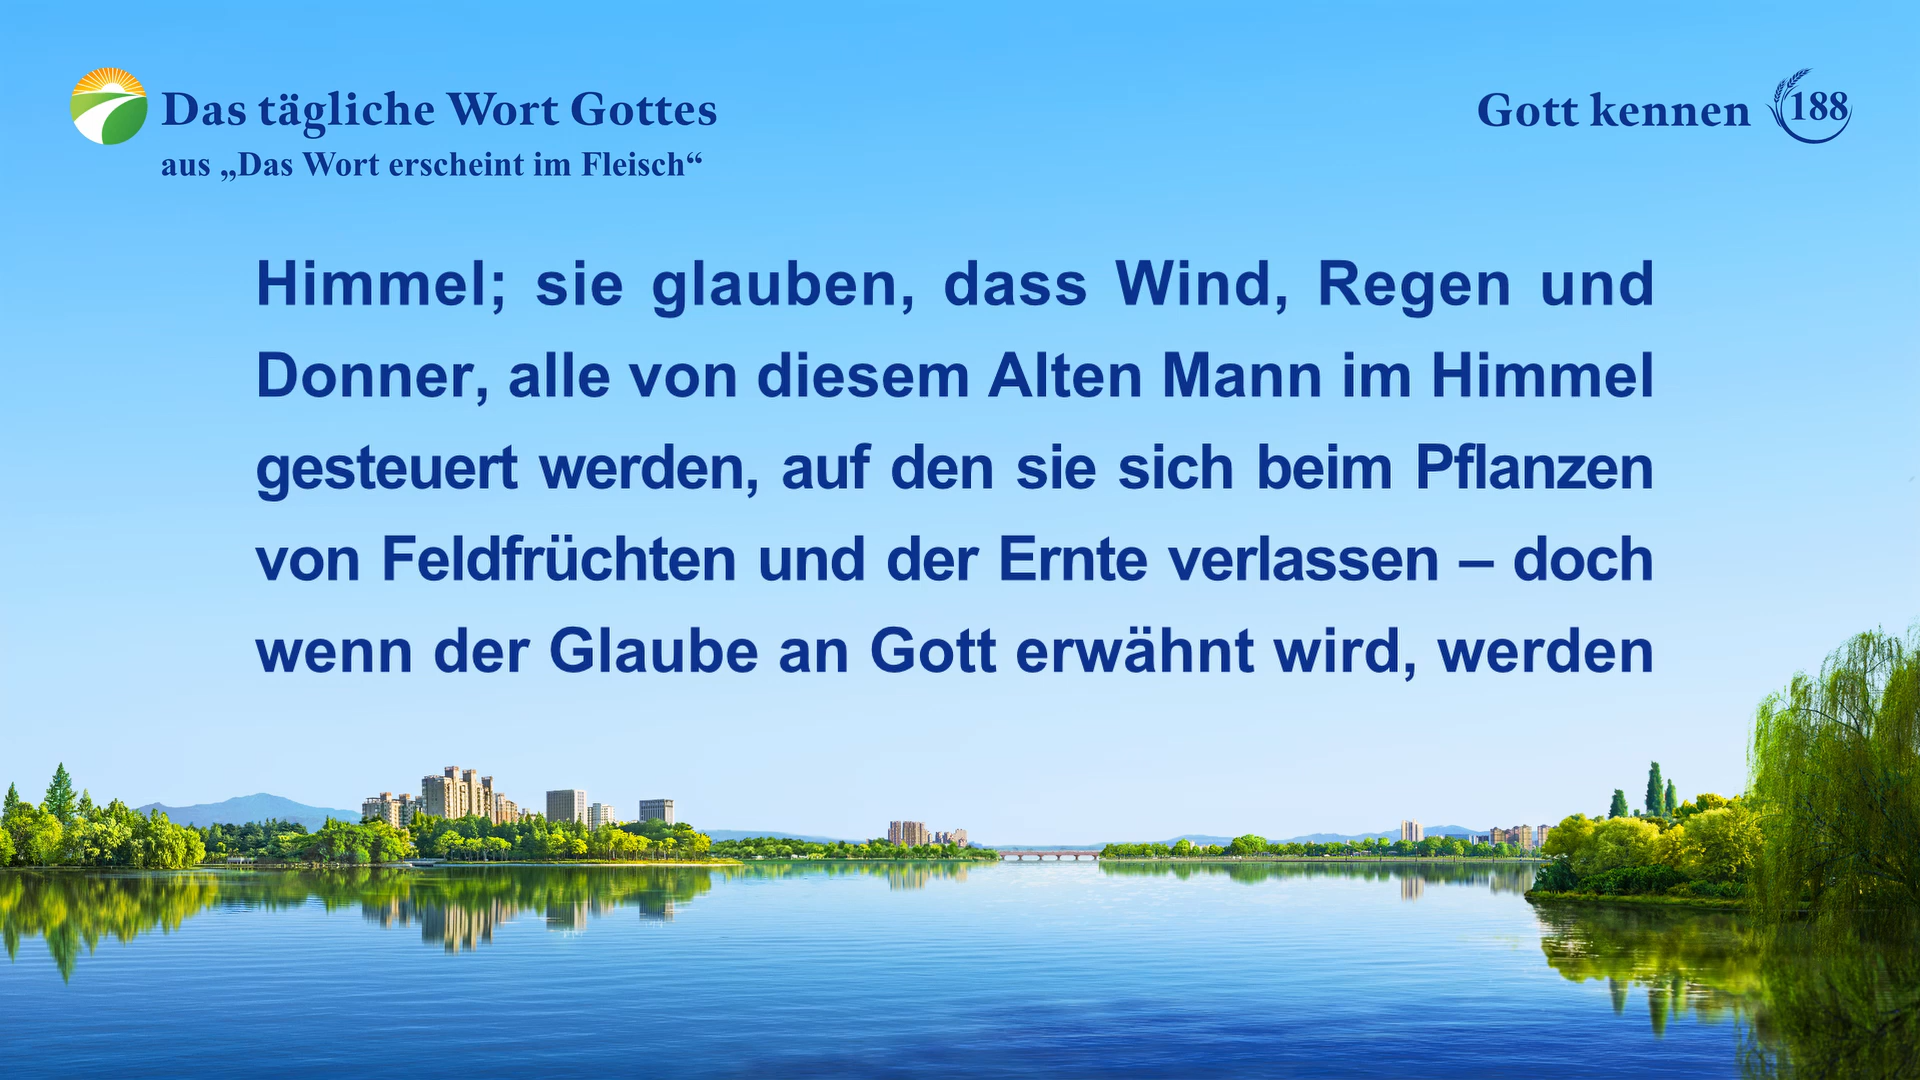 Das tägliche Wort Gottes
aus „Das Wort erscheint im Fleisch“
Gott kennen 188
Himmel; sie glauben, dass Wind, Regen und
Donner, alle von diesem Alten Mann im Himmel
gesteuert werden, auf den sie sich beim Pflanzen
von Feldfrüchten und der Ernte verlassen – doch
wenn der Glaube an Gott erwähnt wird, werden